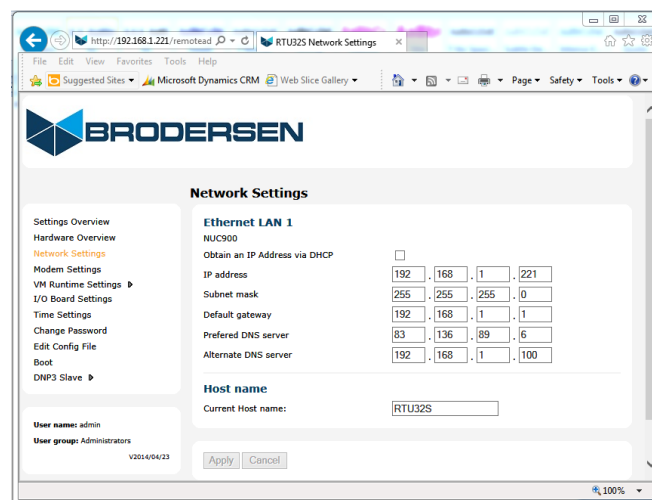 http://192.168.1.221/remotead
RTU32S Network Settings
File Edit View Favorites Tools Help
Suggested Sites Microsoft Dynamics CRM Web Slice Gallery Page Safety Tools
BRODERSEN
Network Settings
Settings Overview
Hardware Overview
Network Settings
Modem Settings
VM Runtime Settings
I/O Board Settings
Time Settings
Change Password
Edit Config File
Boot
DNP3 Slave
User name: admin
User group: Administrators
V2014/04/23
Ethernet LAN 1
NUC900
Obtain an IP Address via DHCP
IP address 192 . 168 . 1 . 221
Subnet mask 255 . 255 . 255 . 0
Default gateway 192 . 168 . 1 . 1
Prefered DNS server 83 . 136 . 89 . 6
Alternate DNS server 192 . 168 . 1 . 100
Host name
Current Host name: RTU32S
Apply Cancel
100%